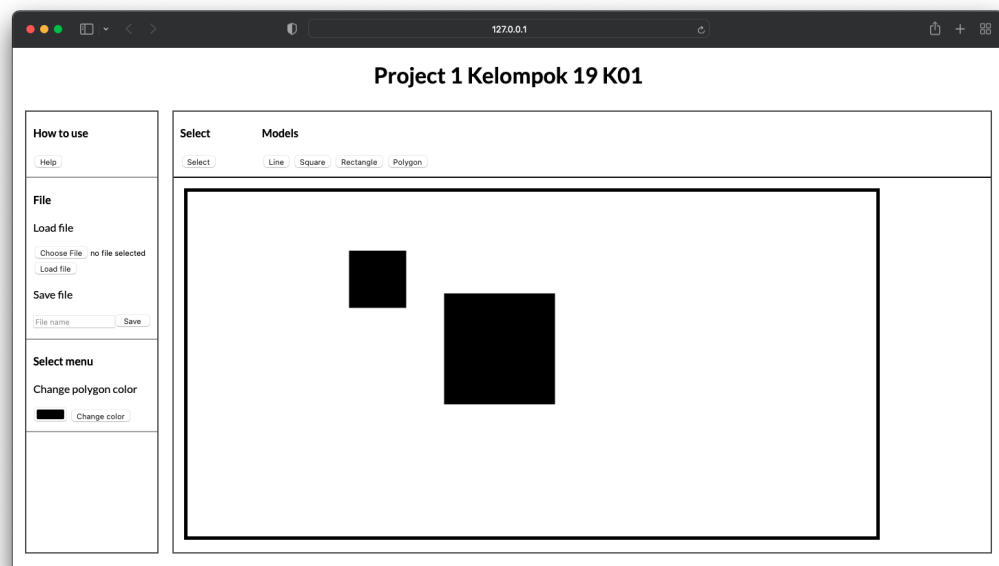 127.0.0.1
Project 1 Kelompok 19 K01
How to use
Help
File
Load file
Choose File no file selected
Load file
Save file
File name Save
Select menu
Change polygon color
Change color
Select Models
Select Line Square Rectangle Polygon